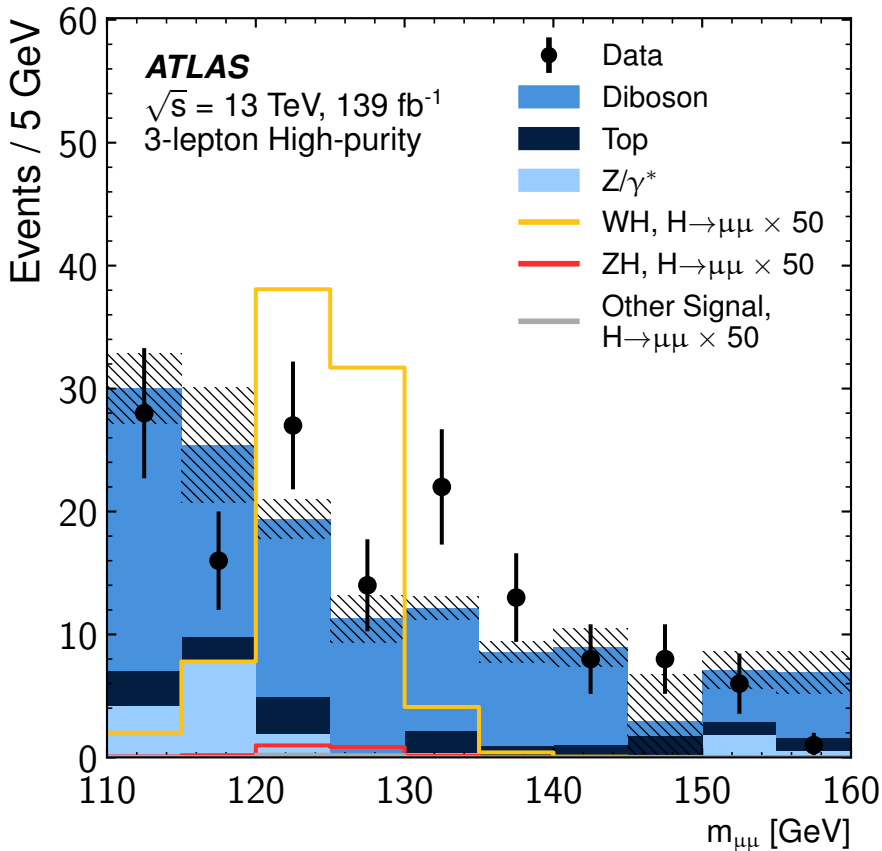 ATLAS
√s = 13 TeV, 139 fb⁻¹
3-lepton High-purity
Data
Diboson
Top
Z/γ*
WH, H→μμ × 50
ZH, H→μμ × 50
Other Signal,
H→μμ × 50
Events / 5 GeV
60
50
40
30
20
10
0
110 120 130 140 150 160
mμμ [GeV]